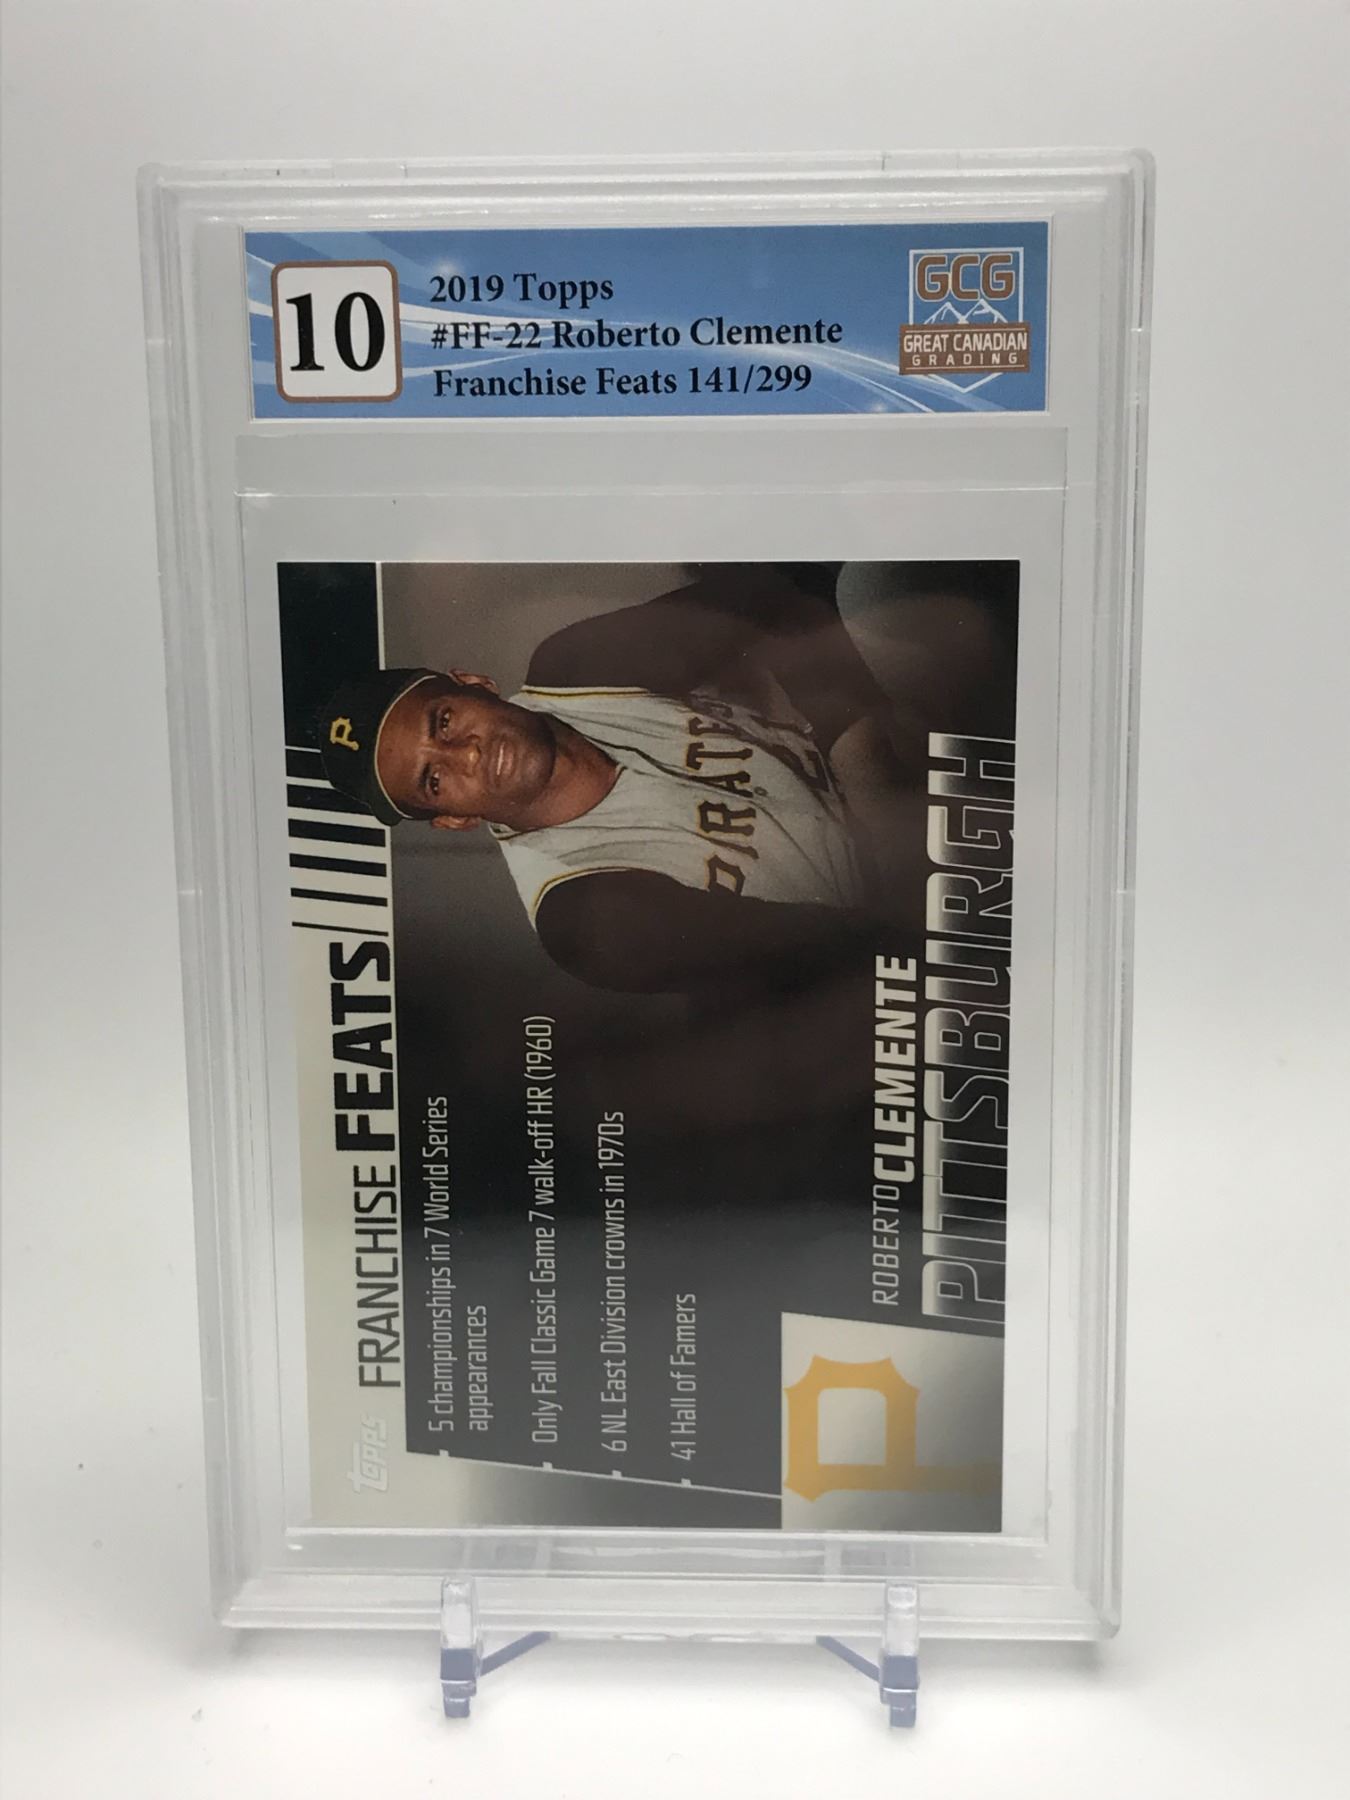 10
2019 Topps
#FF-22 Roberto Clemente
Franchise Feats 141/299
GCG
GREAT CANADIAN
GRADING
Topps
FRANCHISE FEATS
5 championships in 7 World Series
appearances
Only Fall Classic Game 7 walk-off HR (1960)
6 NL East Division crowns in 1970s
41 Hall of Famers
P
PIRATES
21
ROBERTO CLEMENTE
PITTSBURGH
P